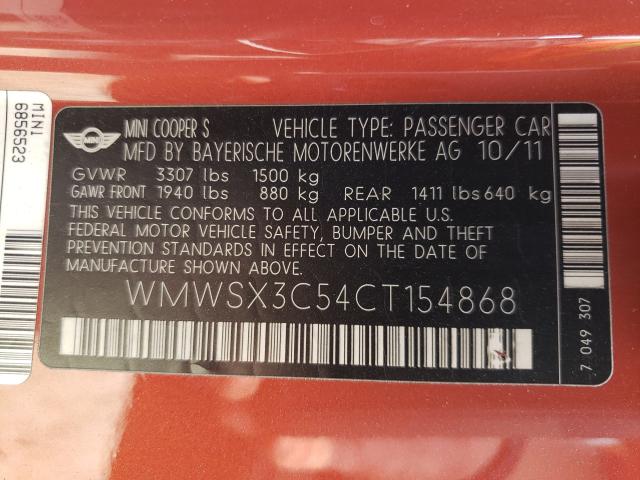 MINI COOPER S VEHICLE TYPE: PASSENGER CAR
MFD BY BAYERISCHE MOTORENWERKE AG 10/11
GVWR 3307 lbs 1500 kg
GAWR FRONT 1940 lbs 880 kg REAR 1411 lbs 640 kg
THIS VEHICLE CONFORMS TO ALL APPLICABLE U.S.
FEDERAL MOTOR VEHICLE SAFETY, BUMPER AND THEFT
PREVENTION STANDARDS IN EFFECT ON THE DATE OF
MANUFACTURE SHOWN ABOVE.
WMWSX3C54CT154868
7 049 307
MINI
6856523
MINI